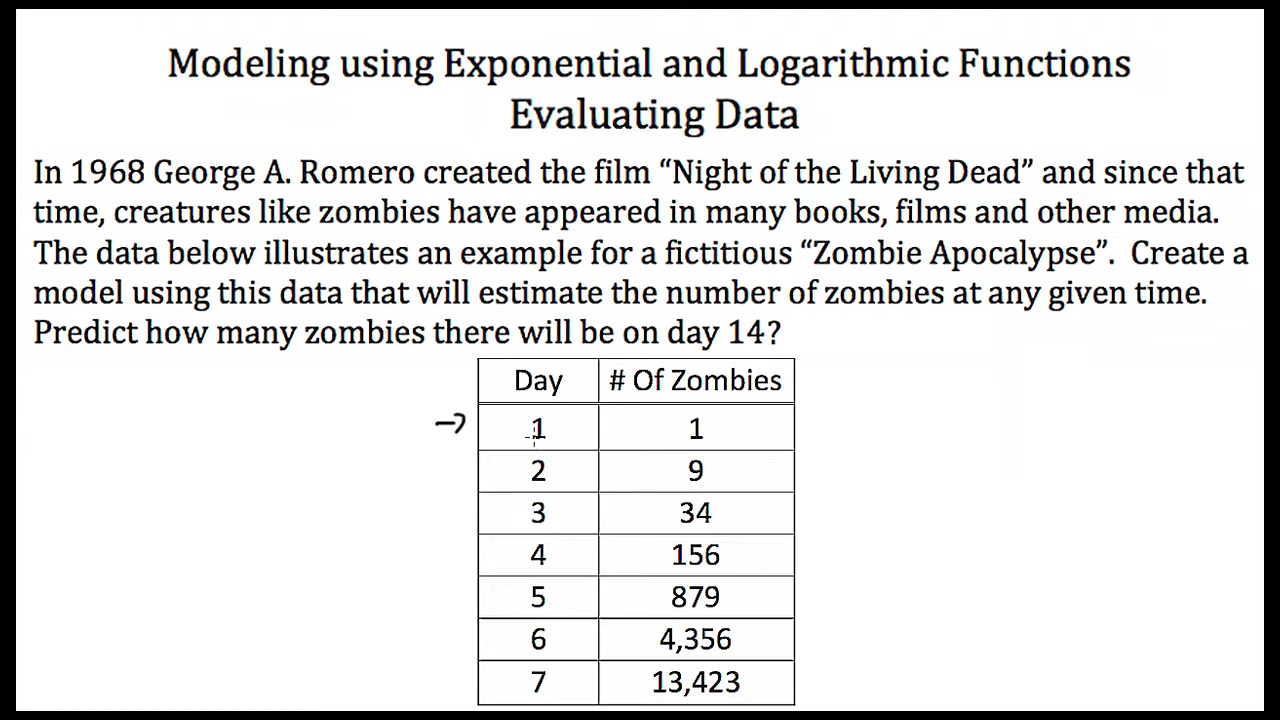 Modeling using Exponential and Logarithmic Functions
Evaluating Data
In 1968 George A. Romero created the film “Night of the Living Dead” and since that
time, creatures like zombies have appeared in many books, films and other media.
The data below illustrates an example for a fictitious “Zombie Apocalypse”.  Create a
model using this data that will estimate the number of zombies at any given time.
Predict how many zombies there will be on day 14?
Day # Of Zombies
1 1
2 9
3 34
4 156
5 879
6 4,356
7 13,423